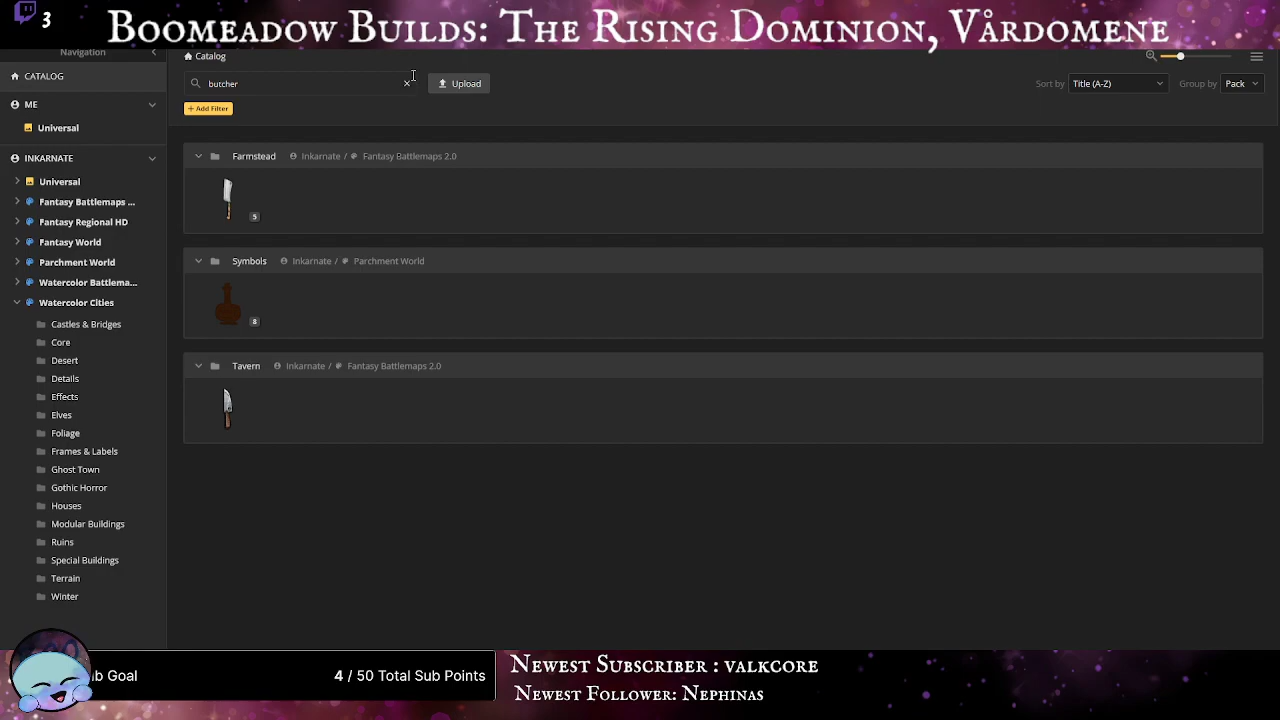 3
Boomeadow Builds: The Rising Dominion, Vårdomene
Navigation
CATALOG
ME
Universal
INKARNATE
Universal
Fantasy Battlemaps ...
Fantasy Regional HD
Fantasy World
Parchment World
Watercolor Battlema...
Watercolor Cities
Castles & Bridges
Core
Desert
Details
Effects
Elves
Foliage
Frames & Labels
Ghost Town
Gothic Horror
Houses
Modular Buildings
Ruins
Special Buildings
Terrain
Winter
Catalog
butcher
Upload
Sort by Title (A-Z) Group by Pack
+ Add Filter
Farmstead Inkarnate / Fantasy Battlemaps 2.0
5
Symbols Inkarnate / Parchment World
8
Tavern Inkarnate / Fantasy Battlemaps 2.0
b Goal 4 / 50 Total Sub Points
Newest Subscriber : valkcore
Newest Follower: Nephinas